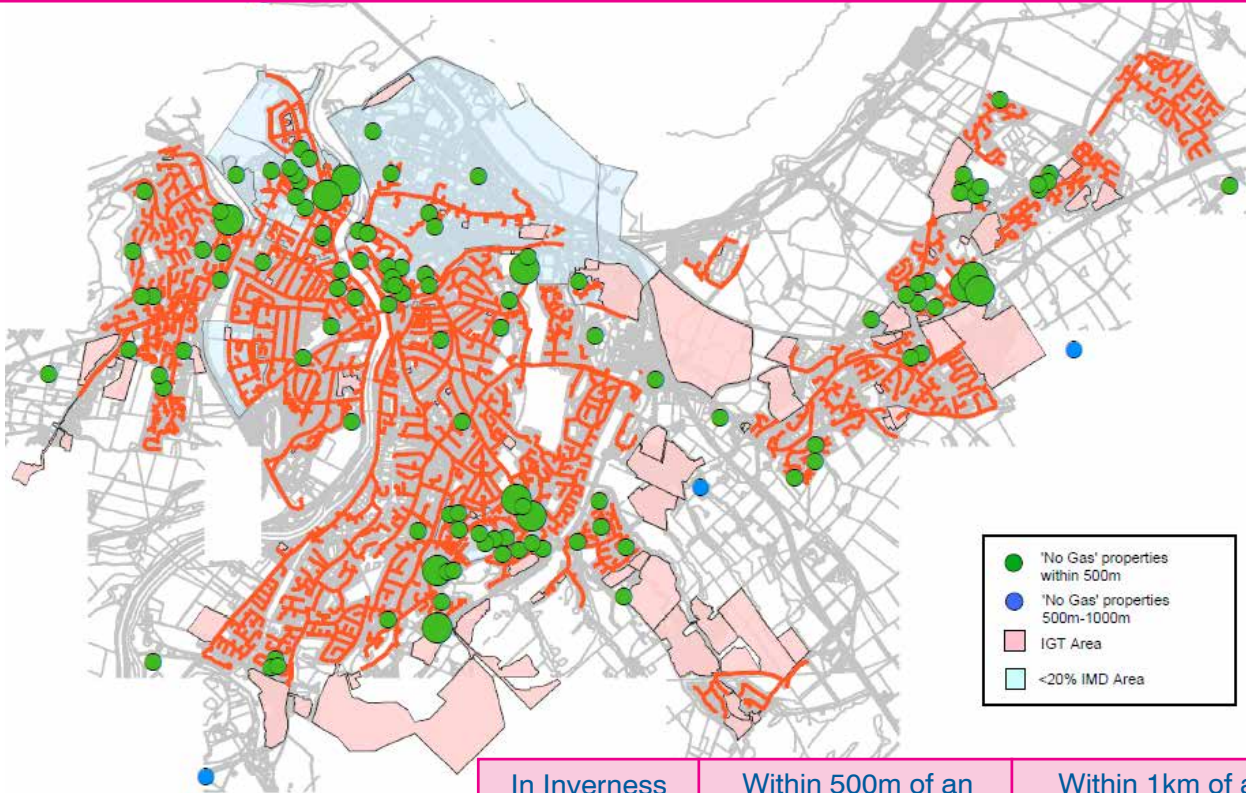 'No Gas' properties
within 500m
'No Gas' properties
500m-1000m
IGT Area
<20% IMD Area
In Inverness
Within 500m of an
Within 1km of a